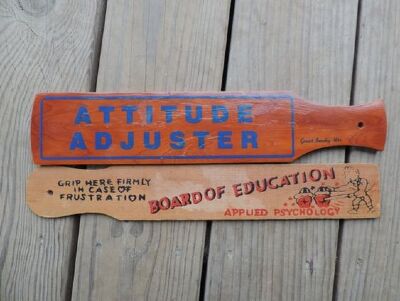 ATTITUDE
ADJUSTER
GRIP HERE FIRMLY
IN CASE OF
FRUSTRATION
BOARD OF EDUCATION
APPLIED PSYCHOLOGY